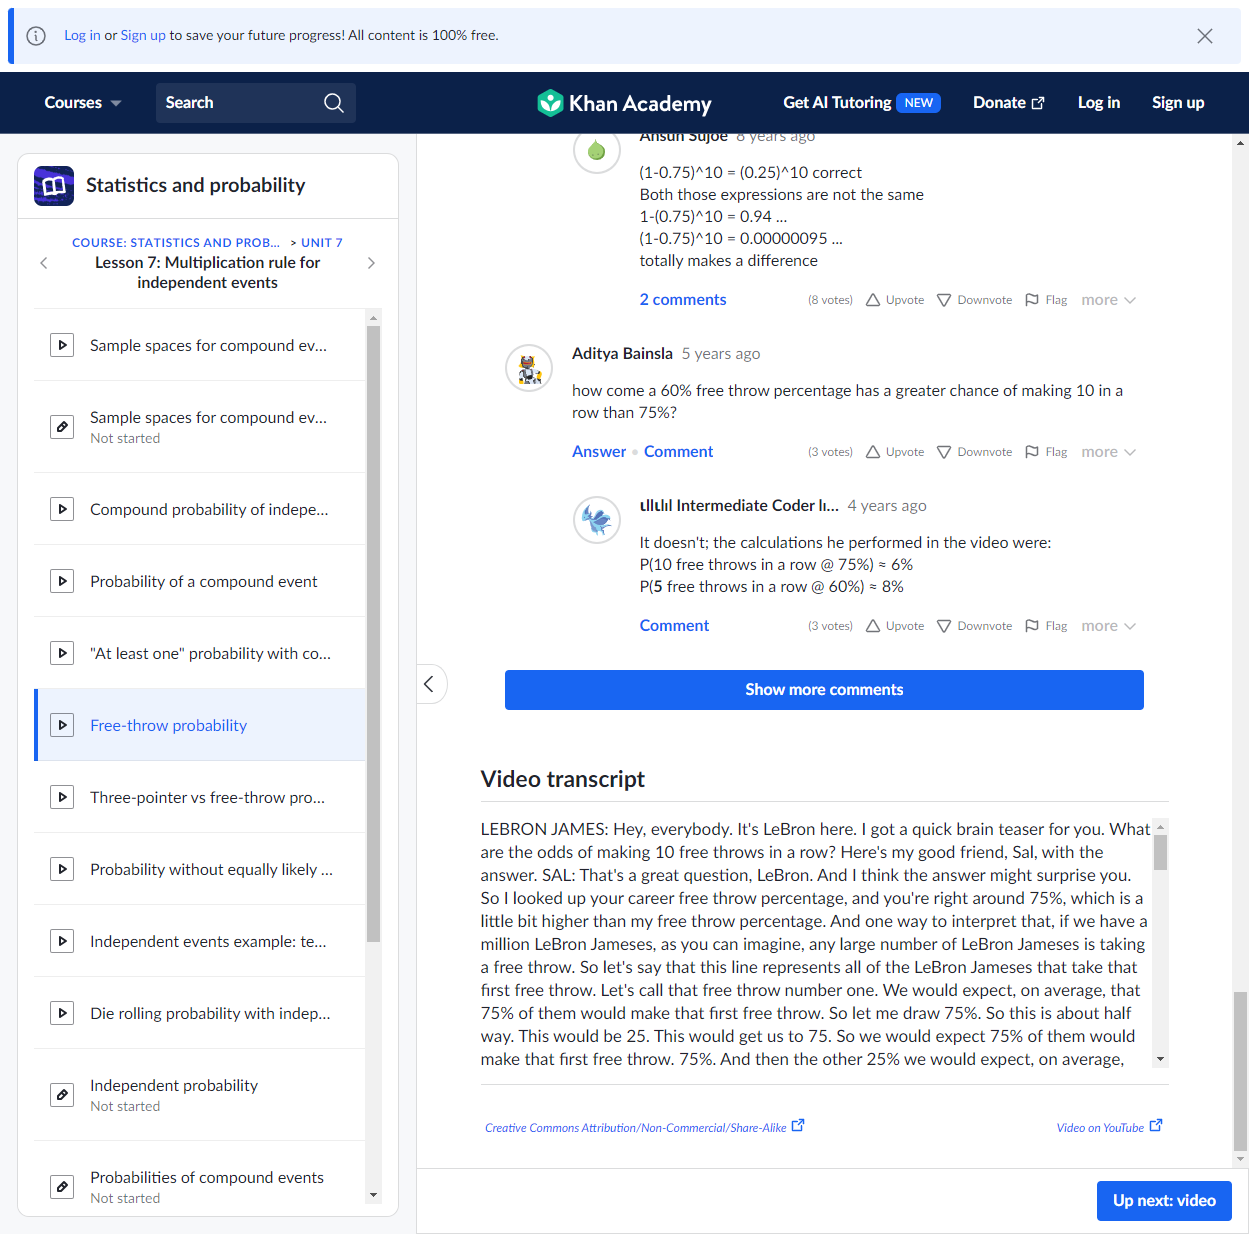 Log in or Sign up to save your future progress! All content is 100% free.
Courses
Search
Khan Academy
Get AI Tutoring NEW
Donate
Log in
Sign up
Statistics and probability
COURSE: STATISTICS AND PROB... > UNIT 7
Lesson 7: Multiplication rule for
independent events
Sample spaces for compound ev...
Sample spaces for compound ev...
Not started
Compound probability of indepe...
Probability of a compound event
"At least one" probability with co...
Free-throw probability
Three-pointer vs free-throw pro...
Probability without equally likely ...
Independent events example: te...
Die rolling probability with indep...
Independent probability
Not started
Probabilities of compound events
Not started
Ansun Sujoe 8 years ago
(1-0.75)^10 = (0.25)^10 correct
Both those expressions are not the same
1-(0.75)^10 = 0.94 ...
(1-0.75)^10 = 0.00000095 ...
totally makes a difference
2 comments (8 votes) Upvote Downvote Flag more
Aditya Bainsla 5 years ago
how come a 60% free throw percentage has a greater chance of making 10 in a
row than 75%?
Answer • Comment (3 votes) Upvote Downvote Flag more
Intermediate Coder 4 years ago
It doesn't; the calculations he performed in the video were:
P(10 free throws in a row @ 75%) ≈ 6%
P(5 free throws in a row @ 60%) ≈ 8%
Comment (3 votes) Upvote Downvote Flag more
Show more comments
Video transcript
LEBRON JAMES: Hey, everybody. It's LeBron here. I got a quick brain teaser for you. What
are the odds of making 10 free throws in a row? Here's my good friend, Sal, with the
answer. SAL: That's a great question, LeBron. And I think the answer might surprise you.
So I looked up your career free throw percentage, and you're right around 75%, which is a
little bit higher than my free throw percentage. And one way to interpret that, if we have a
million LeBron Jameses, as you can imagine, any large number of LeBron Jameses is taking
a free throw. So let's say that this line represents all of the LeBron Jameses that take that
first free throw. Let's call that free throw number one. We would expect, on average, that
75% of them would make that first free throw. So let me draw 75%. So this is about half
way. This would be 25. This would get us to 75. So we would expect 75% of them would
make that first free throw. 75%. And then the other 25% we would expect, on average,
Creative Commons Attribution/Non-Commercial/Share-Alike
Video on YouTube
Up next: video